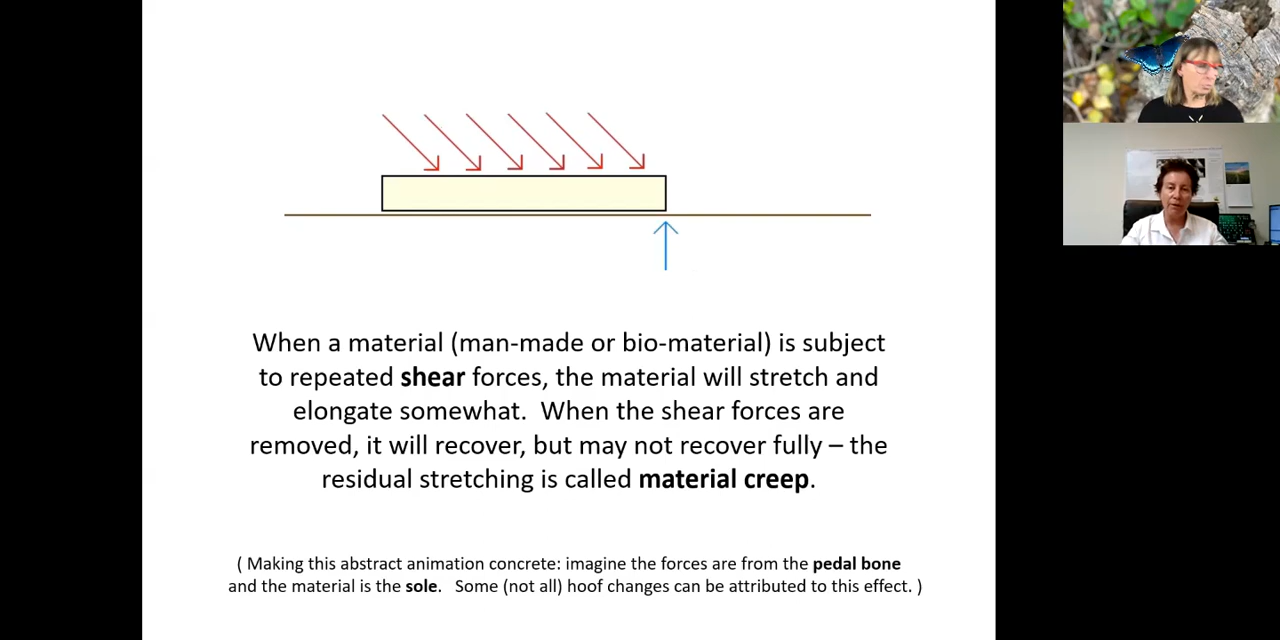 When a material (man-made or bio-material) is subject
to repeated shear forces, the material will stretch and
elongate somewhat.  When the shear forces are
removed, it will recover, but may not recover fully – the
residual stretching is called material creep.
( Making this abstract animation concrete: imagine the forces are from the pedal bone
and the material is the sole.   Some (not all) hoof changes can be attributed to this effect. )